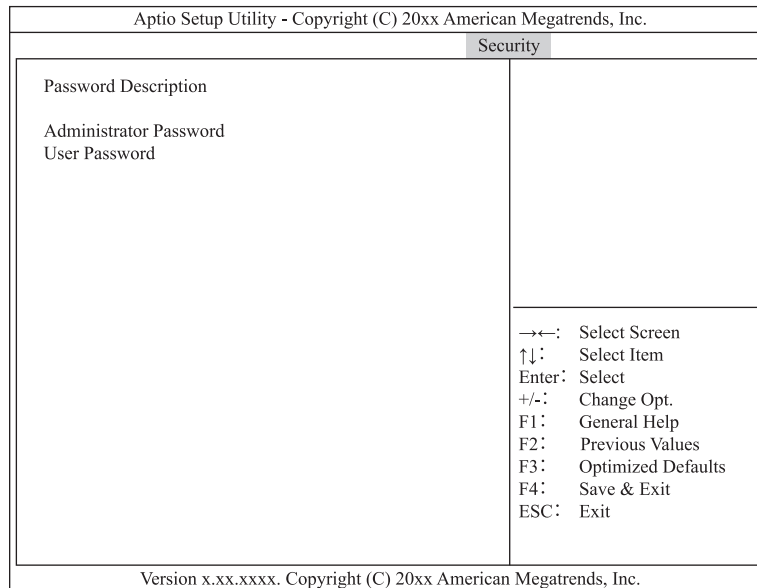 Aptio Setup Utility - Copyright (C) 20xx American Megatrends, Inc.
Security
Password Description
Administrator Password
User Password
→←: Select Screen
↑↓: Select Item
Enter: Select
+/-: Change Opt.
F1: General Help
F2: Previous Values
F3: Optimized Defaults
F4: Save & Exit
ESC: Exit
Version x.xx.xxxx. Copyright (C) 20xx American Megatrends, Inc.